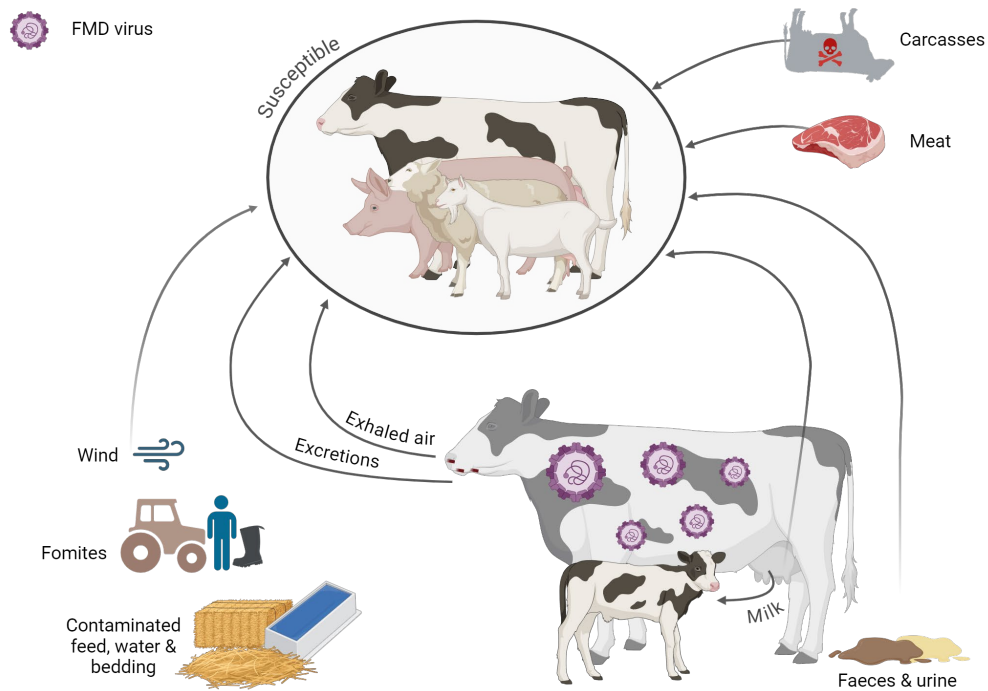 FMD virus
Susceptible
Carcasses
Meat
Exhaled air
Excretions
Wind
Fomites
Contaminated
feed, water &
bedding
Milk
Faeces & urine